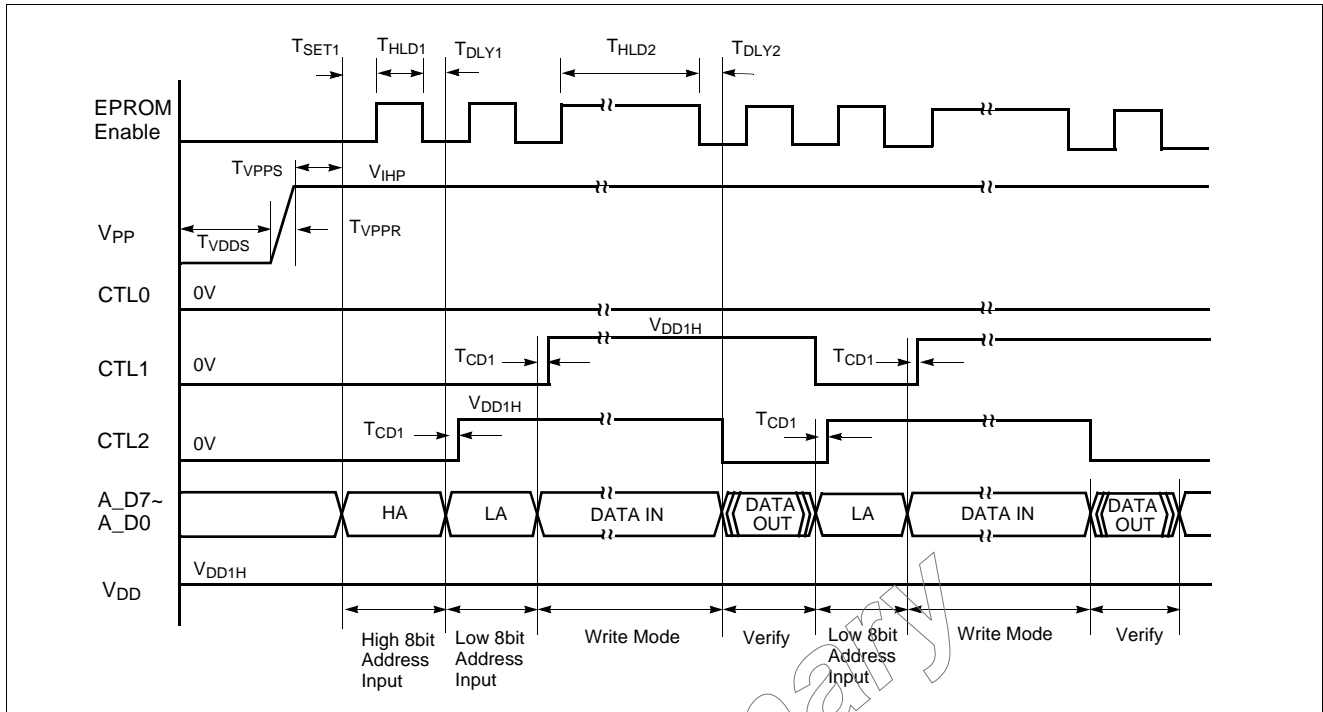 TSET1 THLD1 TDLY1 THLD2 TDLY2
EPROM
Enable
TVPPS VIHP
VPP TVDDS TVPPR
CTL0 0V
VDD1H
CTL1 0V TCD1 TCD1
VDD1H
CTL2 0V TCD1 TCD1
A_D7~
A_D0
HA LA DATA IN DATA
OUT LA DATA IN DATA
OUT
VDD1H
VDD
High 8bit
Address
Input
Low 8bit
Address
Input
Write Mode
Verify
Low 8bit
Address
Input
Write Mode
Verify